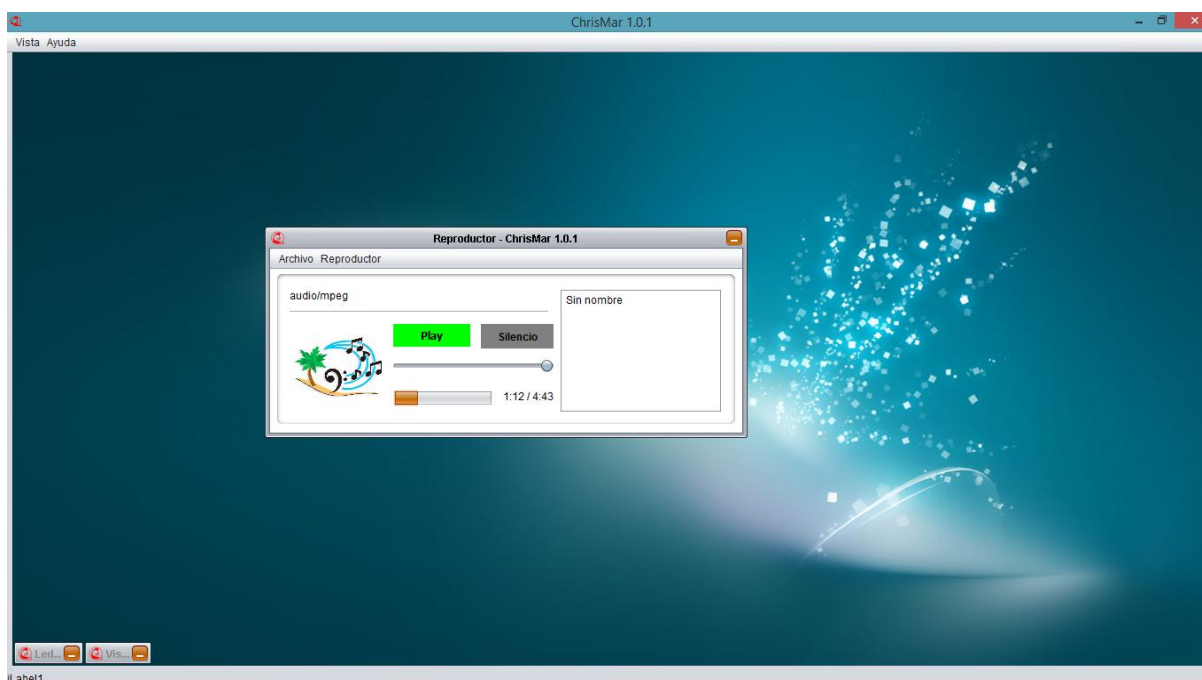 ChrisMar 1.0.1
Vista Ayuda
Reproductor - ChrisMar 1.0.1
Archivo Reproductor
audio/mpeg
Sin nombre
Play Silencio
1:12 / 4:43
Led... Vis...
jLabel1